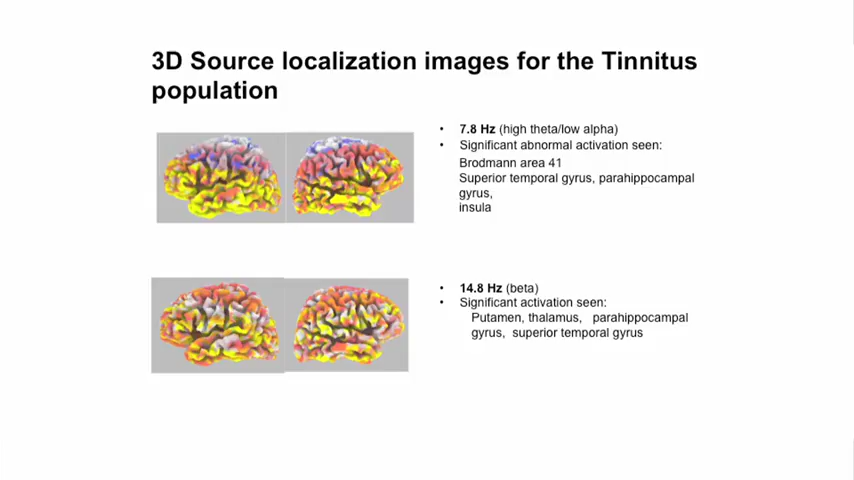 3D Source localization images for the Tinnitus
population
• 7.8 Hz (high theta/low alpha)
• Significant abnormal activation seen:
Brodmann area 41
Superior temporal gyrus, parahippocampal
gyrus,
insula
• 14.8 Hz (beta)
• Significant activation seen:
Putamen, thalamus, parahippocampal
gyrus, superior temporal gyrus